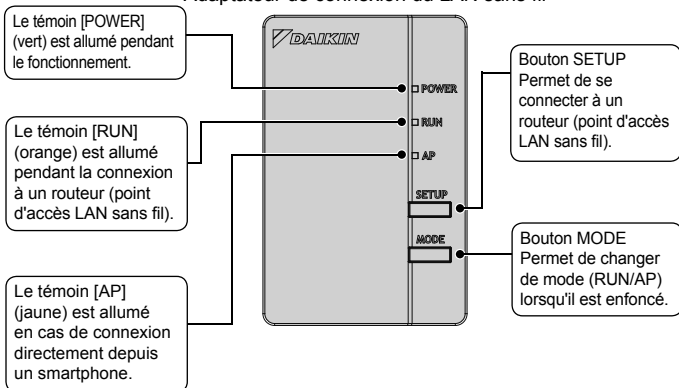 Adaptateur de connexion du LAN sans fil
Le témoin [POWER]
(vert) est allumé pendant
le fonctionnement.
Le témoin [RUN]
(orange) est allumé
pendant la connexion
à un routeur (point
d'accès LAN sans fil).
Le témoin [AP]
(jaune) est allumé
en cas de connexion
directement depuis
un smartphone.
DAIKIN
POWER
RUN
AP
SETUP
MODE
Bouton SETUP
Permet de se
connecter à un
routeur (point d'accès
LAN sans fil).
Bouton MODE
Permet de changer
de mode (RUN/AP)
lorsqu'il est enfoncé.